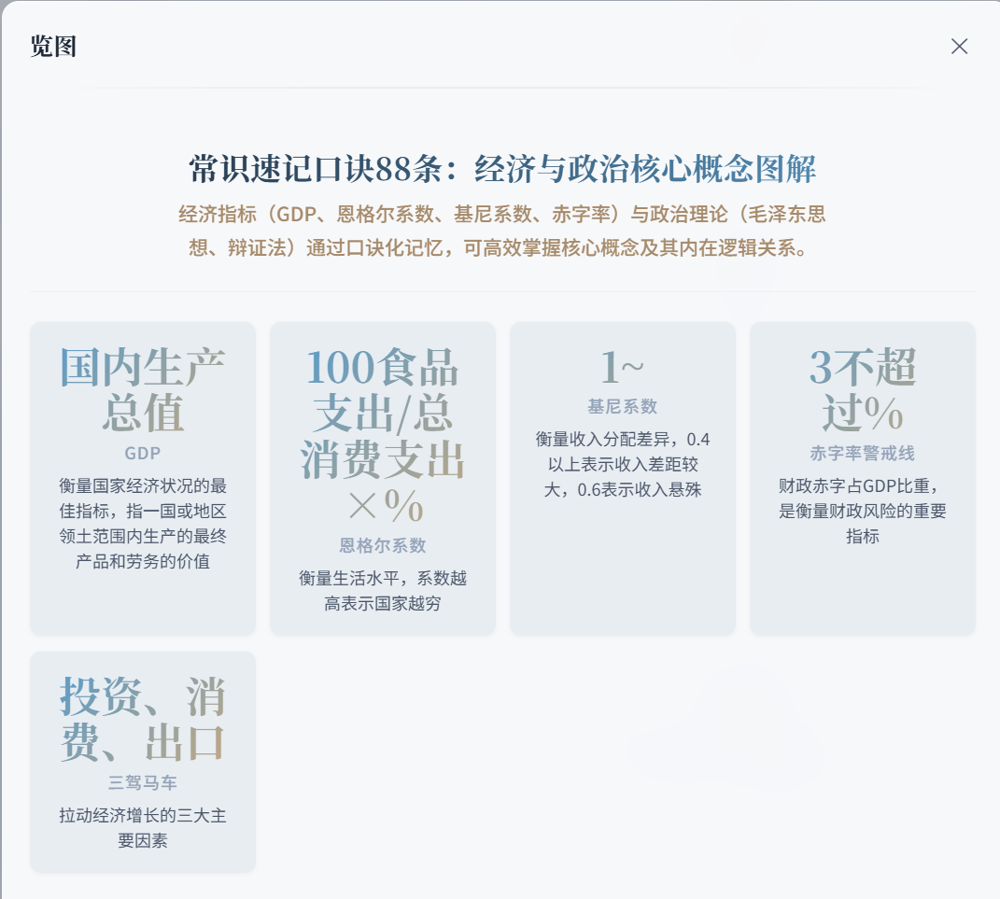 览图
常识速记口诀88条：经济与政治核心概念图解
经济指标（GDP、恩格尔系数、基尼系数、赤字率）与政治理论（毛泽东思
想、辩证法）通过口诀化记忆，可高效掌握核心概念及其内在逻辑关系。
国内生产
总值
GDP
衡量国家经济状况的最
佳指标，指一国或地区
领土范围内生产的最终
产品和劳务的价值
100食品
支出/总
消费支出
×%
恩格尔系数
衡量生活水平，系数越
高表示国家越穷
1~
基尼系数
衡量收入分配差异，0.4
以上表示收入差距较
大，0.6表示收入悬殊
3不超
过%
赤字率警戒线
财政赤字占GDP比重，
是衡量财政风险的重要
指标
投资、消
费、出口
三驾马车
拉动经济增长的三大主
要因素